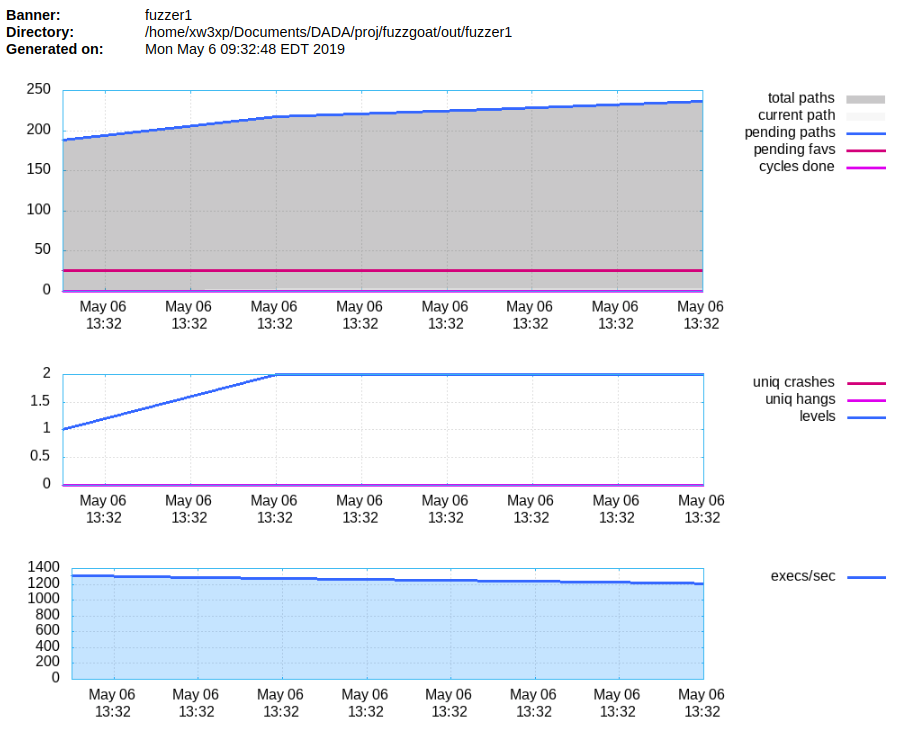 Banner: fuzzer1
Directory: /home/xw3xp/Documents/DADA/proj/fuzzgoat/out/fuzzer1
Generated on: Mon May 6 09:32:48 EDT 2019
250
200
150
100
50
0
May 06 May 06 May 06 May 06 May 06 May 06 May 06 May 06
13:32 13:32 13:32 13:32 13:32 13:32 13:32 13:32
total paths
current path
pending paths
pending favs
cycles done
2
1.5
1
0.5
0
May 06 May 06 May 06 May 06 May 06 May 06 May 06 May 06
13:32 13:32 13:32 13:32 13:32 13:32 13:32 13:32
uniq crashes
uniq hangs
levels
1400
1200
1000
800
600
400
200
0
May 06 May 06 May 06 May 06 May 06 May 06 May 06 May 06
13:32 13:32 13:32 13:32 13:32 13:32 13:32 13:32
execs/sec